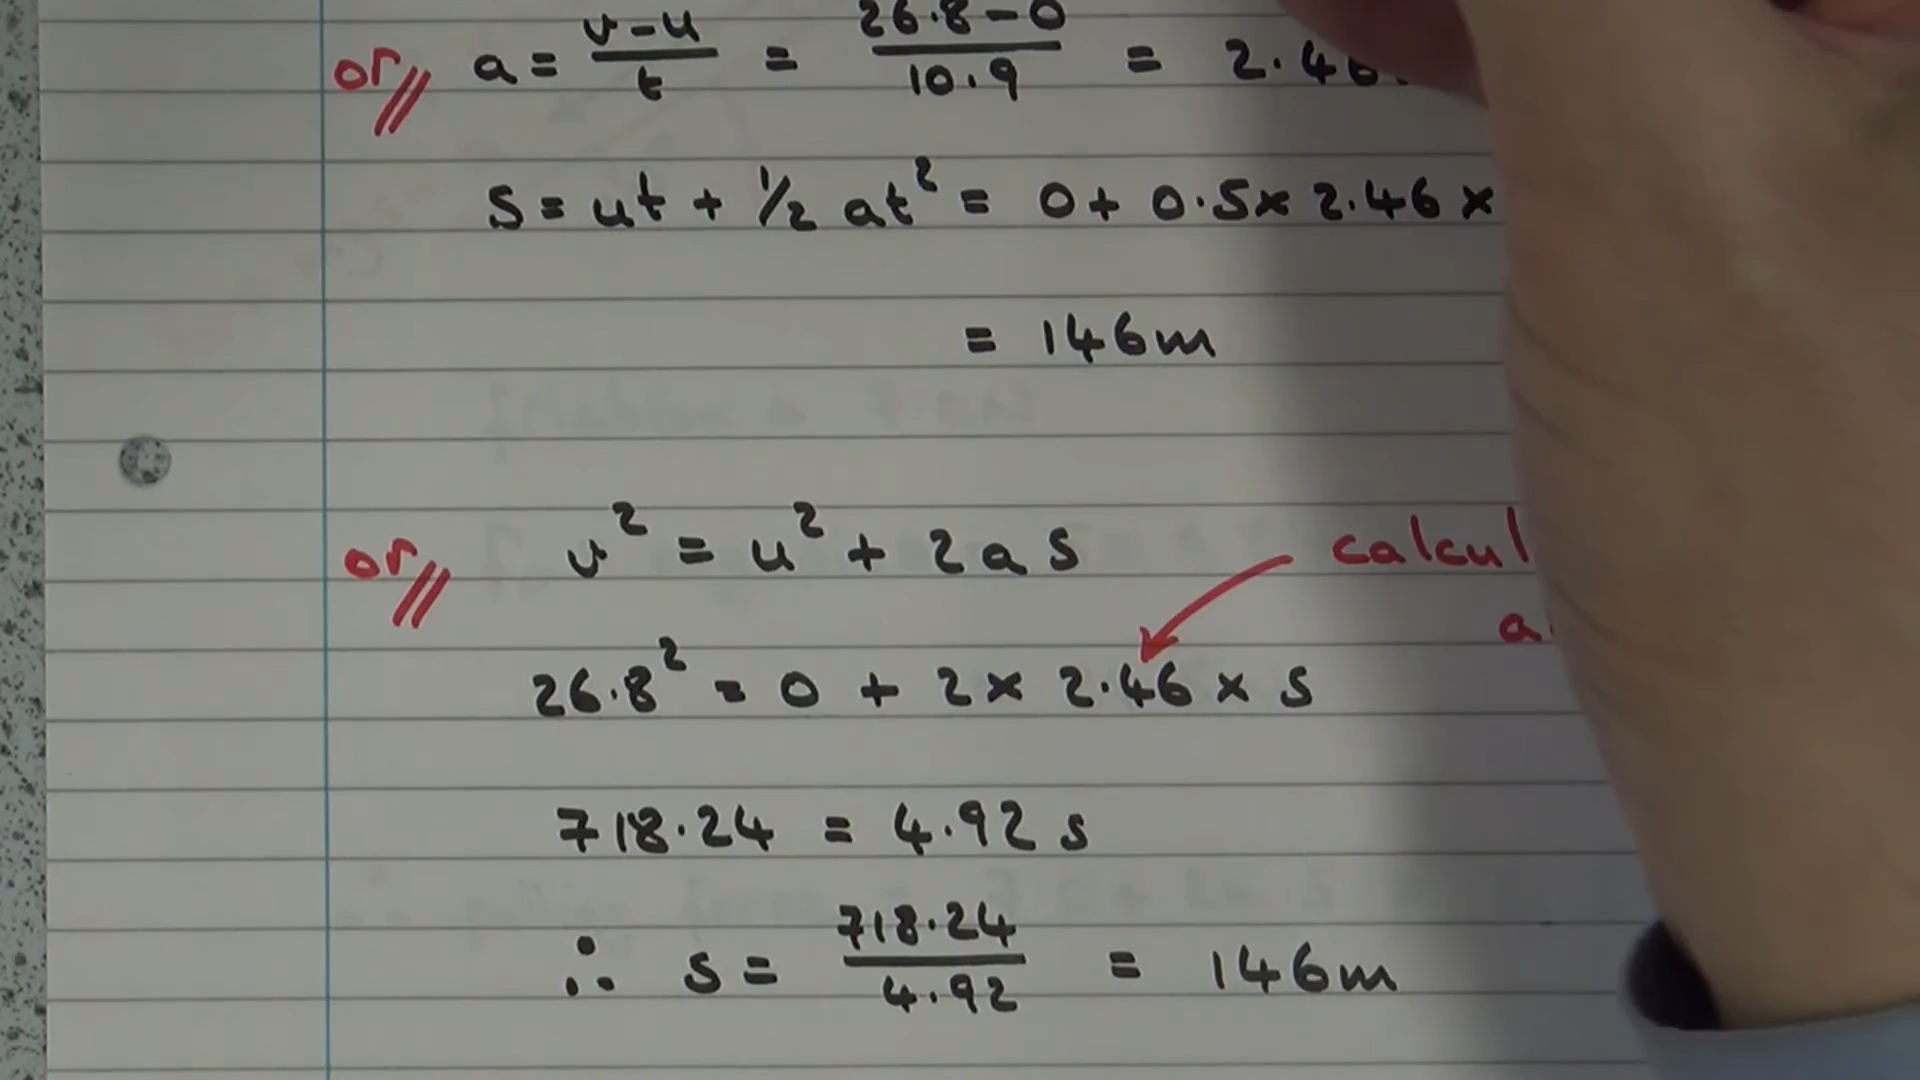 or// a = v-u/t = 26.8-0/10.9 = 2.46
s = ut + 1/2 at² = 0 + 0.5 x 2.46 x
= 146m
or// v² = u² + 2as
calcul
a
26.8² = 0 + 2 x 2.46 x s
718.24 = 4.92 s
∴ s = 718.24/4.92 = 146m